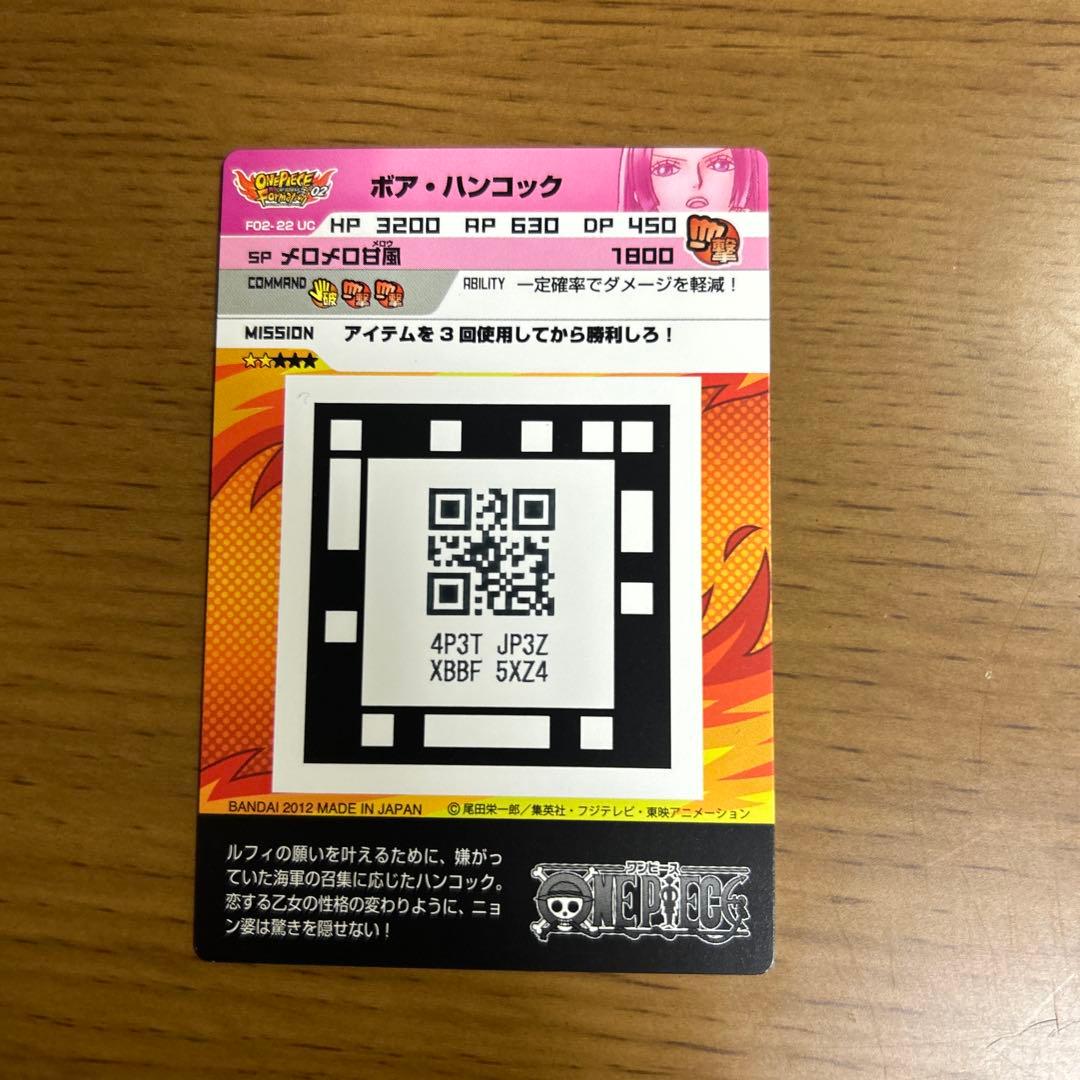 ONE PIECE
Formation 02
ボア・ハンコック
F02-22 UC HP 3200 AP 630 DP 450 撃
メロウ
SP メロメロ甘風 1800
COMMAND 破 撃 撃 ABILITY 一定確率でダメージを軽減！
MISSION アイテムを3回使用してから勝利しろ！
★★★★★
4P3T JP3Z
XBBF 5XZ4
BANDAI 2012 MADE IN JAPAN ©尾田栄一郎／集英社・フジテレビ・東映アニメーション
ルフィの願いを叶えるために、嫌がっ
ていた海軍の召集に応じたハンコック。
恋する乙女の性格の変わりように、ニョ
ン婆は驚きを隠せない！
ワンピース
ONE PIECE